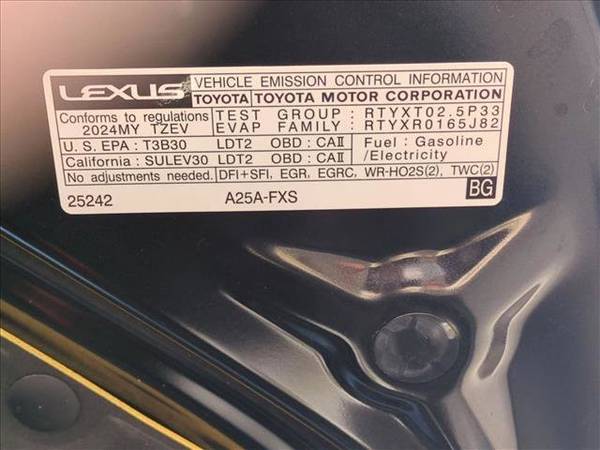 LEXUS VEHICLE EMISSION CONTROL INFORMATION
TOYOTA TOYOTA MOTOR CORPORATION
Conforms to regulations
2024MY TZEV
TEST GROUP : RTYXT02.5P33
EVAP FAMILY : RTYXR0165J82
U. S. EPA : T3B30 LDT2 OBD : CAII
California : SULEV30 LDT2 OBD : CAII
Fuel : Gasoline
/Electricity
No adjustments needed. DFI+SFI, EGR, EGRC, WR-HO2S(2), TWC(2)
25242 A25A-FXS BG